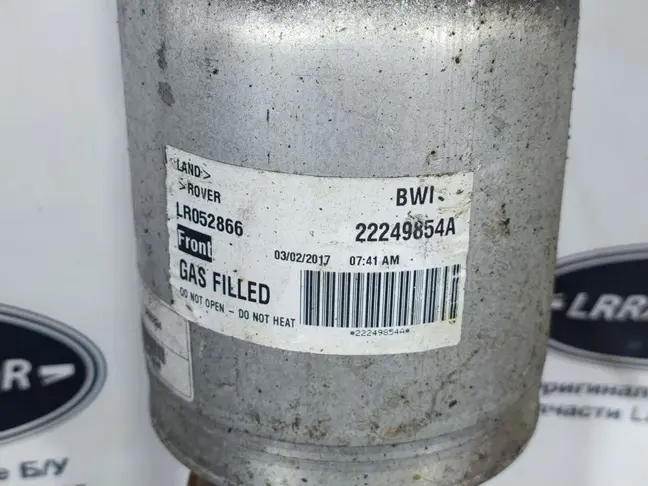 <LAND>
>ROVER
BWI
LR052866
22249854A
Front
03/02/2017 07:41 AM
GAS FILLED
DO NOT OPEN - DO NOT HEAT
*22249854A*
R>
е Б/У
LRR
ригинал
части L